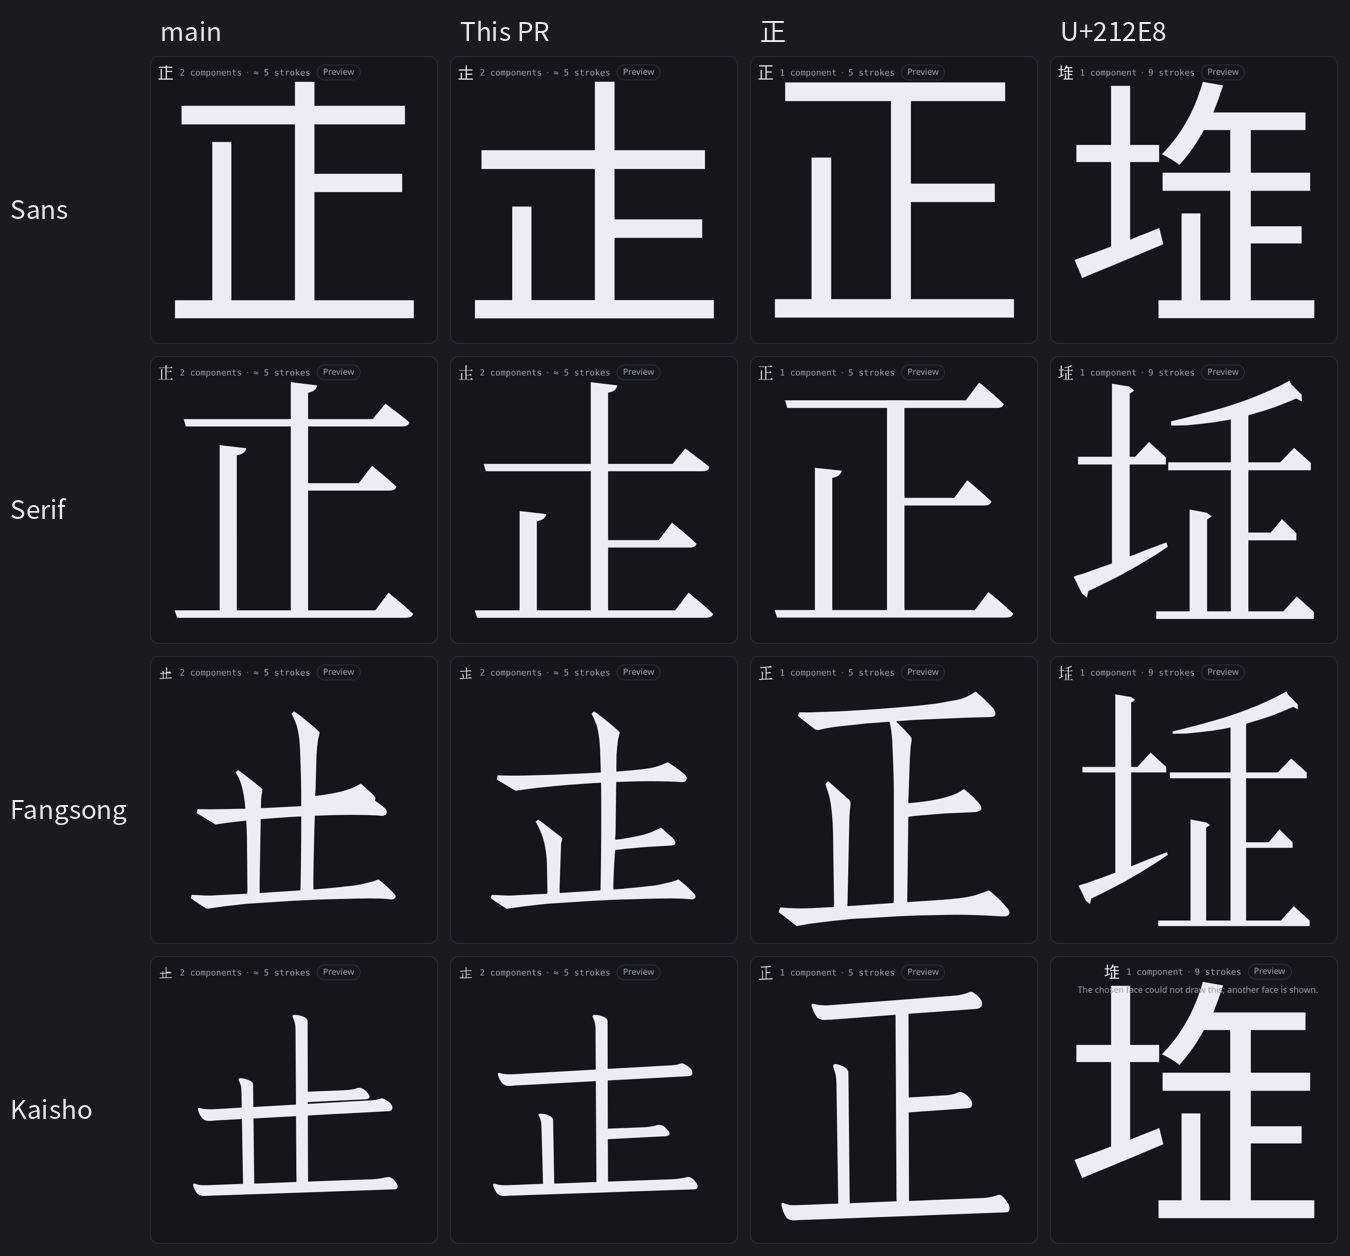 main This PR 正 U+212E8
2 components · ≈ 5 strokes Preview
2 components · ≈ 5 strokes Preview
正 1 component · 5 strokes Preview
1 component · 9 strokes Preview
Sans
正
2 components · ≈ 5 strokes Preview
2 components · ≈ 5 strokes Preview
正 1 component · 5 strokes Preview
1 component · 9 strokes Preview
Serif
正
2 components · ≈ 5 strokes Preview
2 components · ≈ 5 strokes Preview
正 1 component · 5 strokes Preview
1 component · 9 strokes Preview
Fangsong
正
2 components · ≈ 5 strokes Preview
2 components · ≈ 5 strokes Preview
正 1 component · 5 strokes Preview
1 component · 9 strokes Preview
The chosen face could not draw this; another face is shown.
Kaisho
正